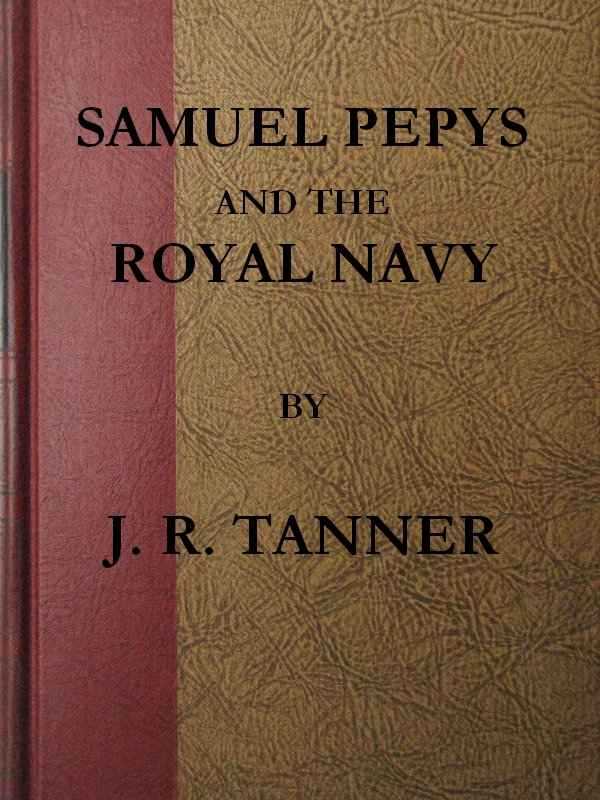 SAMUEL PEPYS
AND THE
ROYAL NAVY
BY
J. R. TANNER